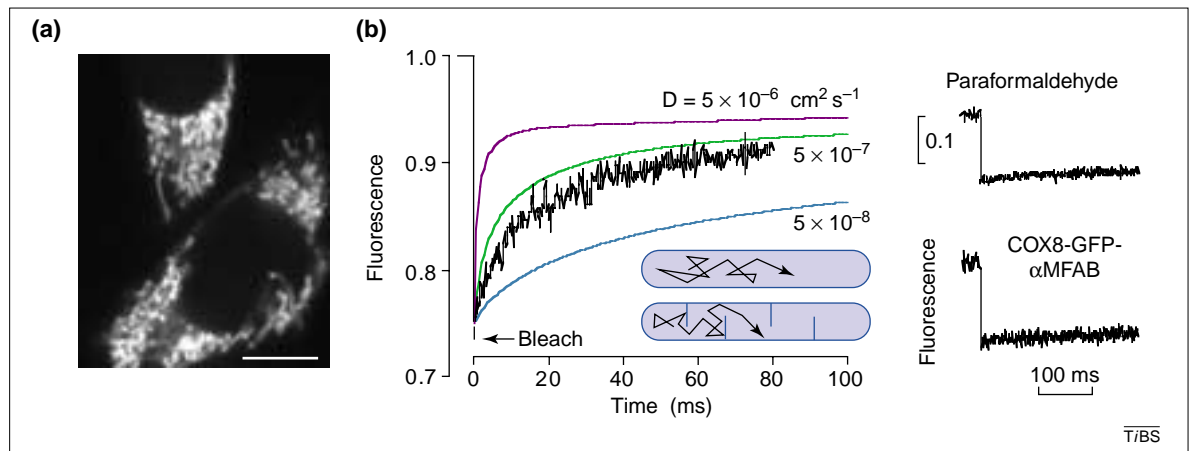 (a)
(b)
1.0
0.9
0.8
0.7
Fluorescence
D = 5 × 10⁻⁶ cm² s⁻¹
5 × 10⁻⁷
5 × 10⁻⁸
Bleach
0
20
40
60
80
100
Time (ms)
Paraformaldehyde
0.1
COX8-GFP-
αMFAB
Fluorescence
100 ms
TiBS